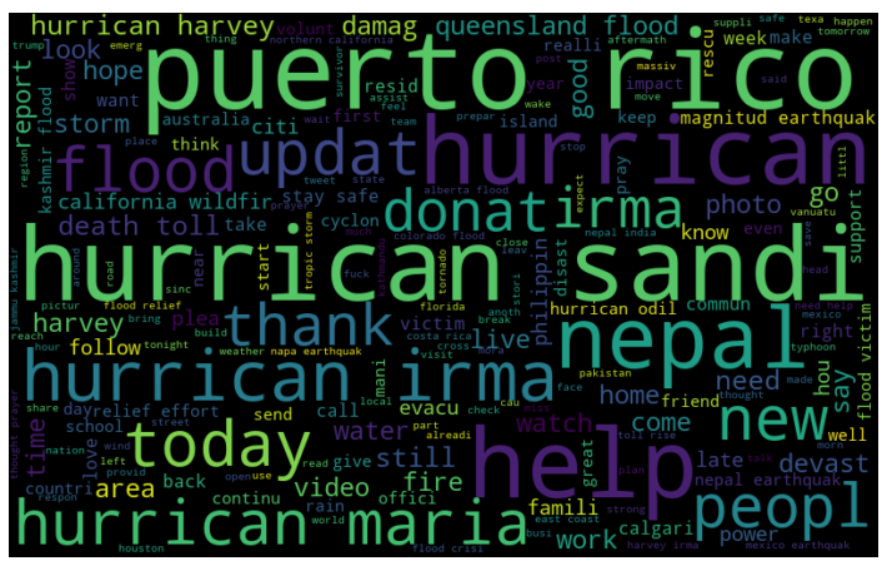 hurrican harvey damag queensland flood
puerto rico
hurrican
flood updat
donat irma
hurrican sandi
thank nepal
hurrican irma
today help new
hurrican maria peopl
volunt suppli safe texa happen
trump emerg thing northern california aftermath tomorrow
look hope show want resid realli good week make
report storm australia citi year impact rescu massiv
survivor assist feel post move said wake
first wait team prepar island keep magnitud earthquak
region kashmir flood place think tweet state stop pray littl
california wildfir stay safe prayer alberta flood expect photo go
death toll take cyclon much colorado flood nepal india vanuatu support
near start tropic storm kathmandu close leav know even save
jammu kashmir around road sinc fuck tornado philippin disast head
pictur flood relief florida anoth stori hurrican odil commun need help mexico
harvey bring plea build victim costa rica break live right typhoon flood victim
reach hour follow tonight weather napa earthquak cross visit mora pakistan thought made
mani local face home need hou say
share day relief effort call evacu check cau miss friend
thought prayer time school street send part alreadi watch come well
nation love wind water still toll rise plan talk morn
left provid back give read great late devast
countri area open use video fire nepal earthquak
respon continu offici famili strong power
rain world east coast work calgari
houston flood crisi busi harvey irma mexico earthquak